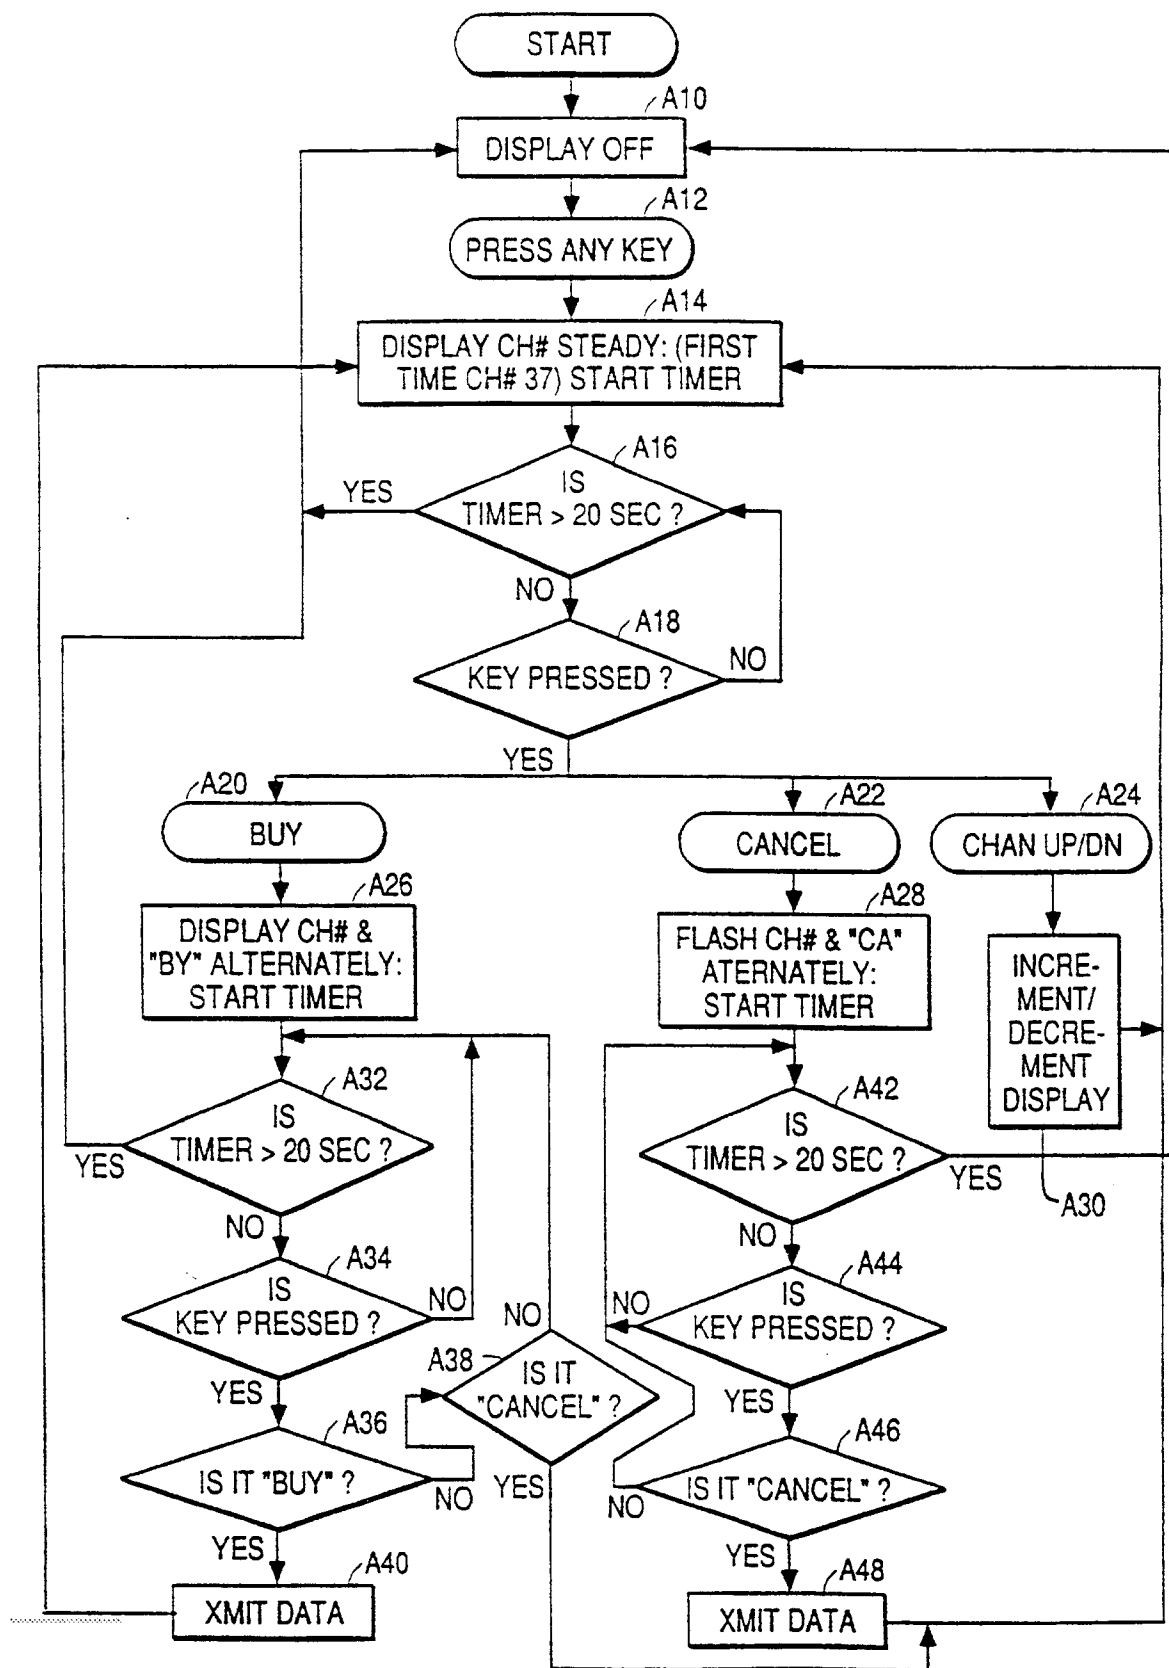 START
A10
DISPLAY OFF
A12
PRESS ANY KEY
A14
DISPLAY CH# STEADY: (FIRST
TIME CH# 37) START TIMER
A16
IS
TIMER > 20 SEC ?
YES
NO
A18
KEY PRESSED ?
NO
YES
A20
BUY
A22
CANCEL
A24
CHAN UP/DN
A26
DISPLAY CH# &
"BY" ALTERNATELY:
START TIMER
A28
FLASH CH# & "CA"
ATERNATELY:
START TIMER
INCRE-
MENT/
DECRE-
MENT
DISPLAY
A30
A32
IS
TIMER > 20 SEC ?
YES
NO
A42
IS
TIMER > 20 SEC ?
YES
NO
A34
IS
KEY PRESSED ?
NO
YES
A44
IS
KEY PRESSED ?
NO
YES
A38
IS IT
"CANCEL" ?
NO
YES
A36
IS IT "BUY" ?
NO
YES
A46
IS IT "CANCEL" ?
NO
YES
A40
XMIT DATA
A48
XMIT DATA